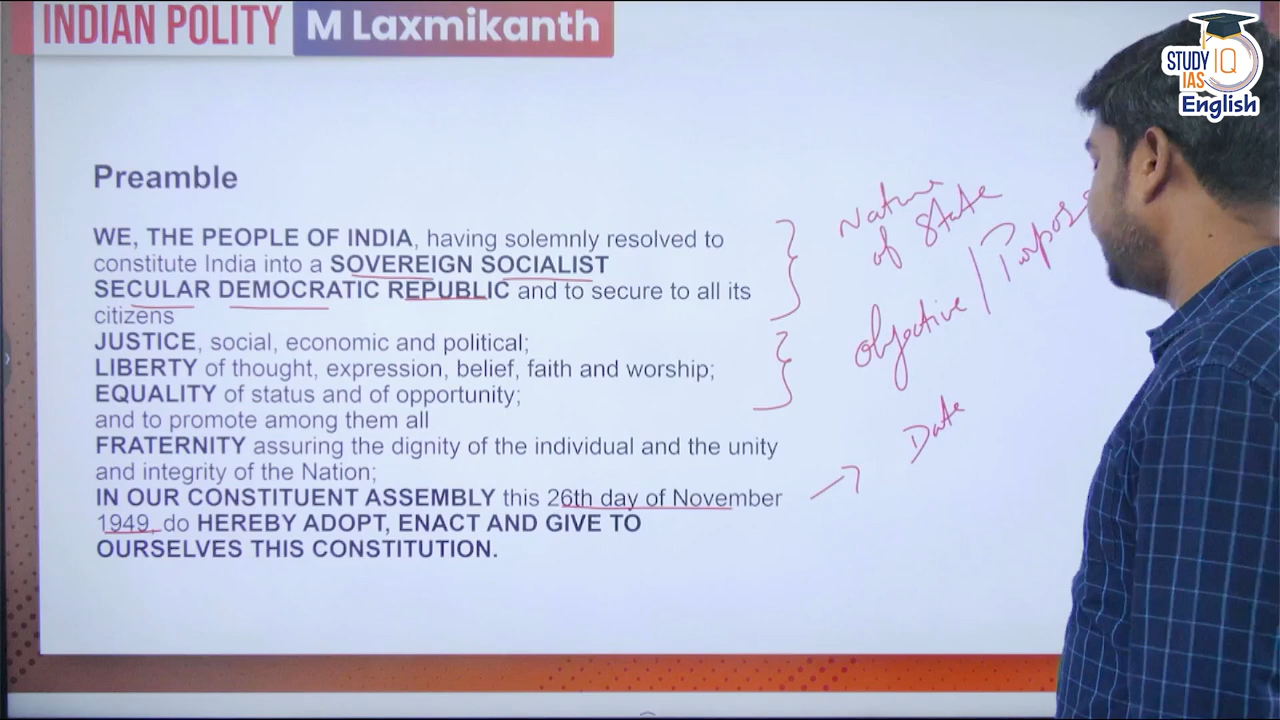 INDIAN POLITY M Laxmikanth
STUDY IQ
IAS
English
Preamble
WE, THE PEOPLE OF INDIA, having solemnly resolved to
constitute India into a SOVEREIGN SOCIALIST
SECULAR DEMOCRATIC REPUBLIC and to secure to all its
citizens
JUSTICE, social, economic and political;
LIBERTY of thought, expression, belief, faith and worship;
EQUALITY of status and of opportunity;
and to promote among them all
FRATERNITY assuring the dignity of the individual and the unity
and integrity of the Nation;
IN OUR CONSTITUENT ASSEMBLY this 26th day of November
1949, do HEREBY ADOPT, ENACT AND GIVE TO
OURSELVES THIS CONSTITUTION.
Nature
of State
Objective / Purpose
Date